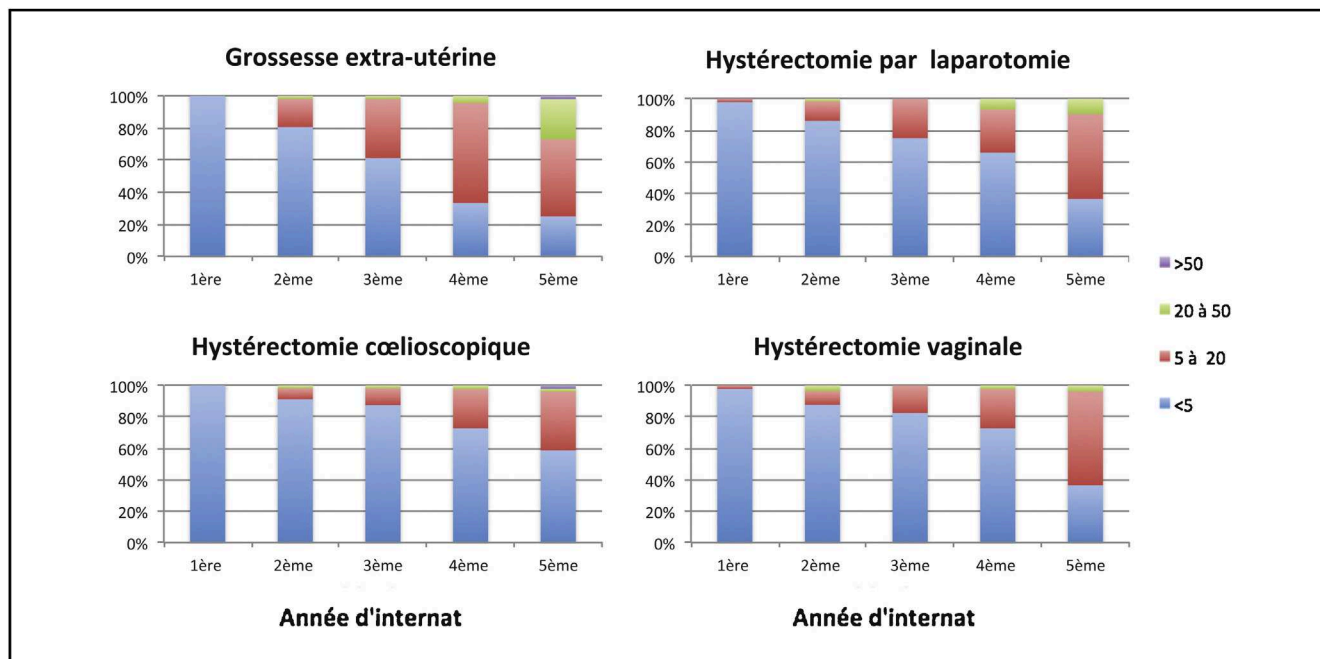 Grossesse extra-utérine
100%
80%
60%
40%
20%
0%
1ère 2ème 3ème 4ème 5ème
Hystérectomie par laparotomie
100%
80%
60%
40%
20%
0%
1ère 2ème 3ème 4ème 5ème
Hystérectomie cœlioscopique
100%
80%
60%
40%
20%
0%
1ère 2ème 3ème 4ème 5ème
Année d'internat
Hystérectomie vaginale
100%
80%
60%
40%
20%
0%
1ère 2ème 3ème 4ème 5ème
Année d'internat
>50
20 à 50
5 à 20
<5